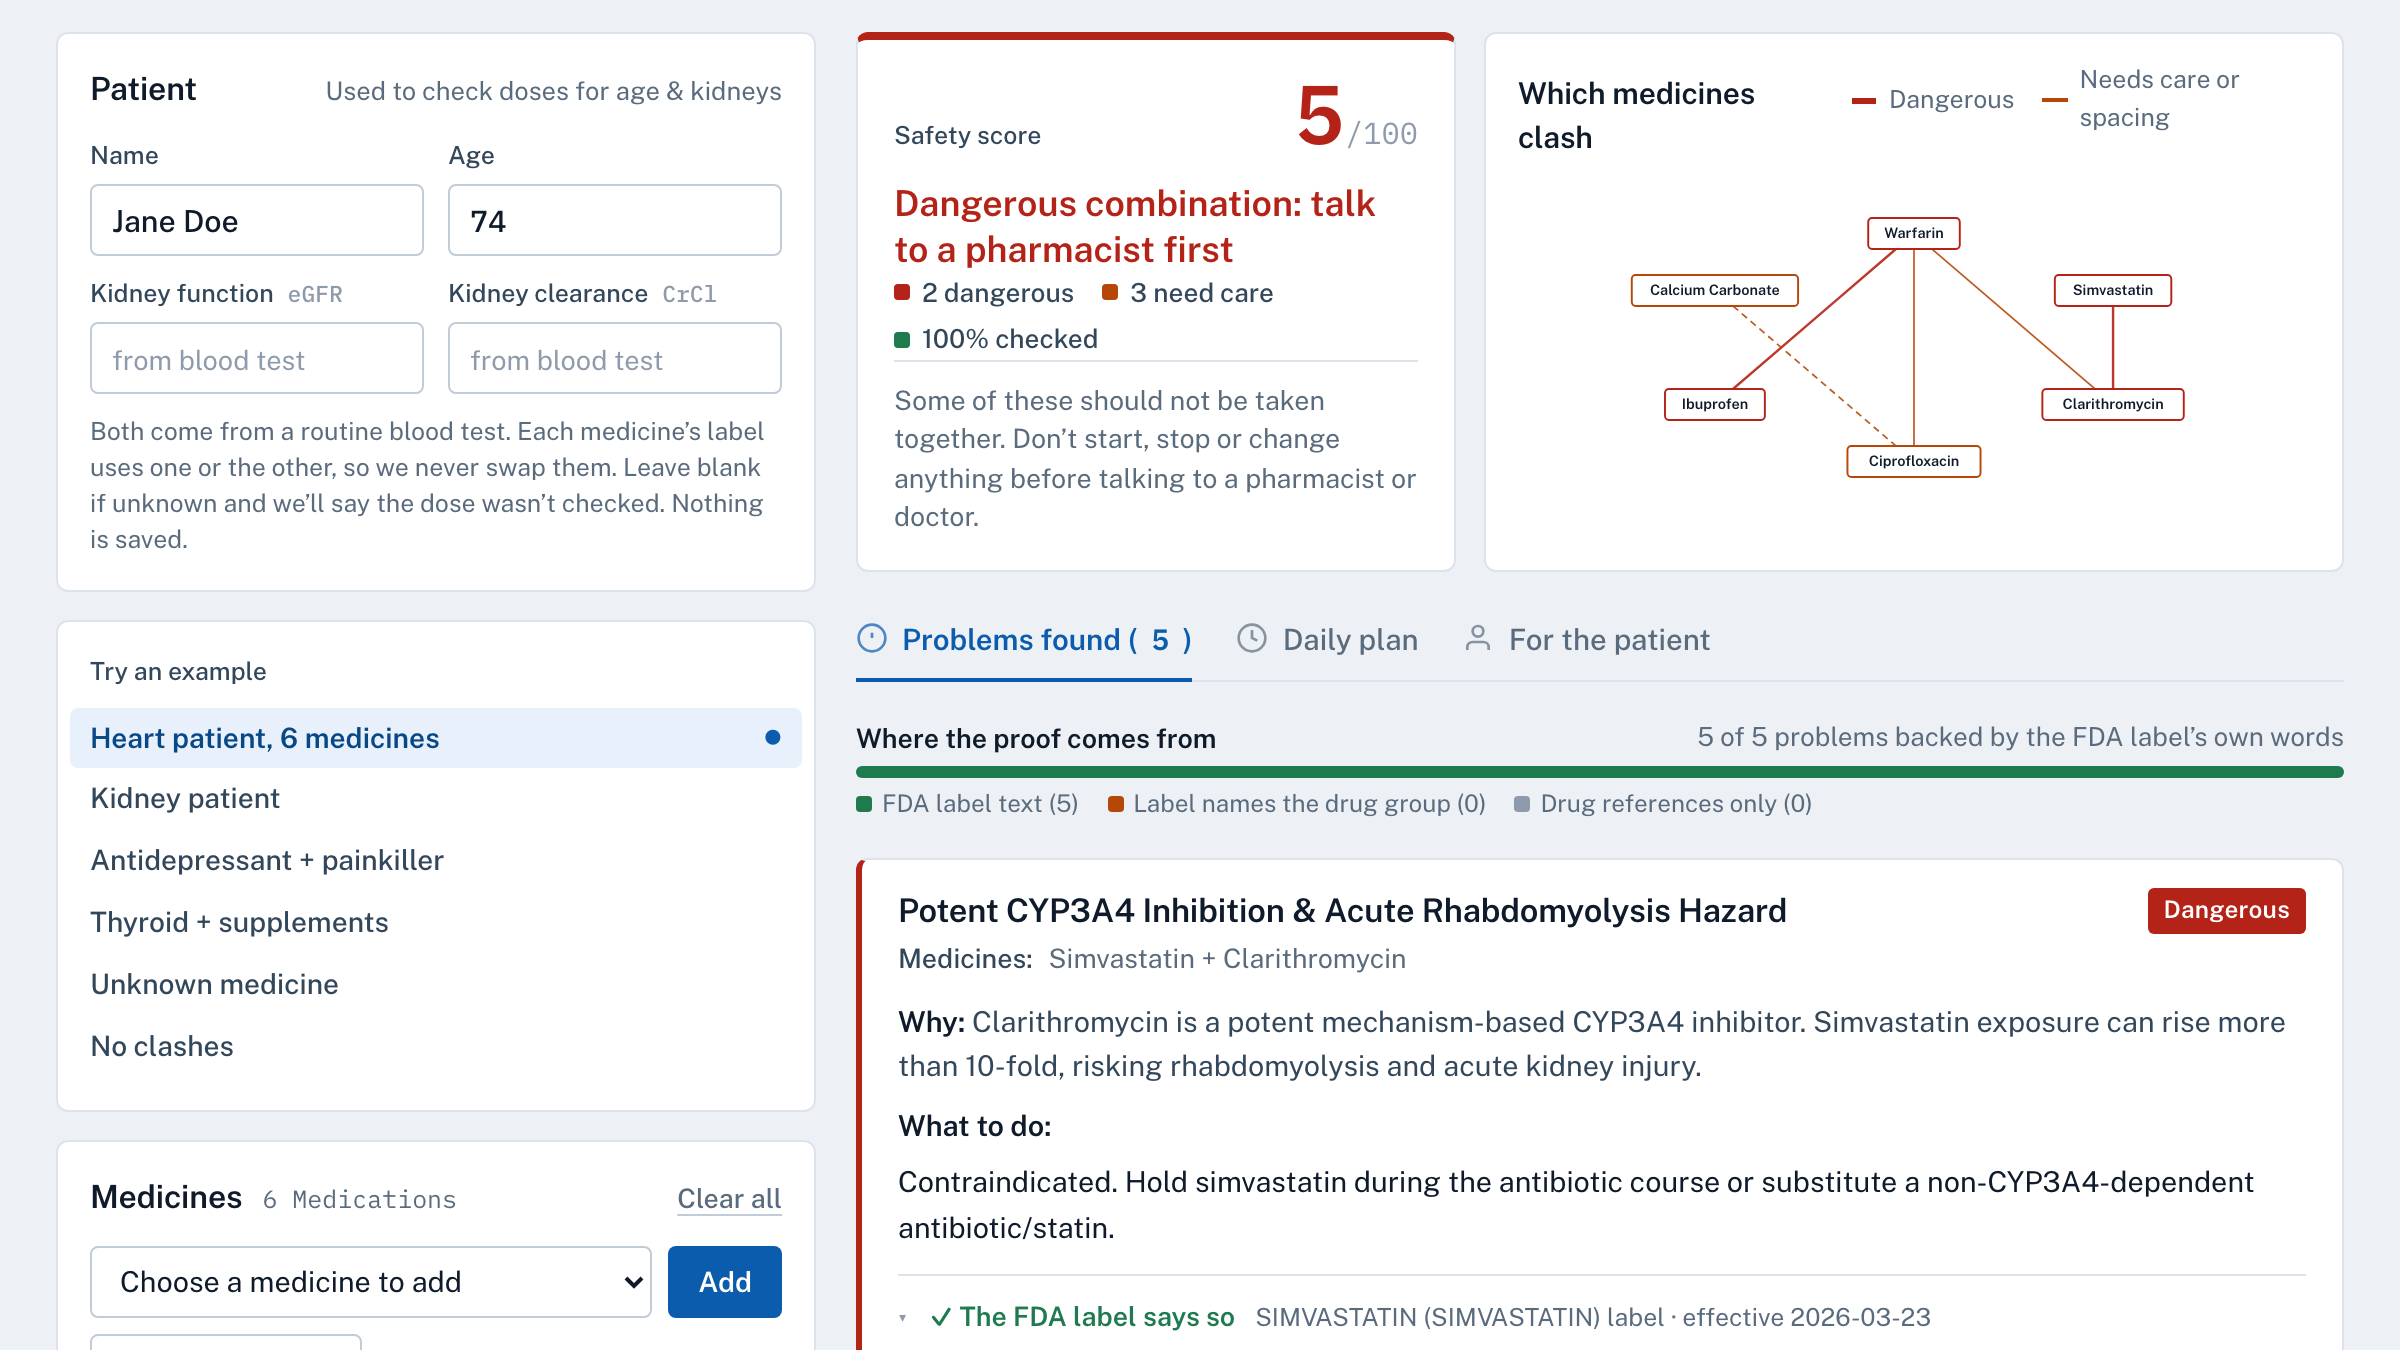 Patient
Used to check doses for age & kidneys
Name
Age
Jane Doe
74
Kidney function eGFR
Kidney clearance CrCl
from blood test
from blood test
Both come from a routine blood test. Each medicine’s label
uses one or the other, so we never swap them. Leave blank
if unknown and we’ll say the dose wasn’t checked. Nothing
is saved.
Try an example
Heart patient, 6 medicines
Kidney patient
Antidepressant + painkiller
Thyroid + supplements
Unknown medicine
No clashes
Medicines 6 Medications
Clear all
Choose a medicine to add
Add
Safety score
5/100
Dangerous combination: talk
to a pharmacist first
2 dangerous
3 need care
100% checked
Some of these should not be taken
together. Don’t start, stop or change
anything before talking to a pharmacist or
doctor.
Which medicines
clash
Dangerous
Needs care or
spacing
Warfarin
Calcium Carbonate
Simvastatin
Ibuprofen
Clarithromycin
Ciprofloxacin
Problems found ( 5 )
Daily plan
For the patient
Where the proof comes from
5 of 5 problems backed by the FDA label’s own words
FDA label text (5)
Label names the drug group (0)
Drug references only (0)
Potent CYP3A4 Inhibition & Acute Rhabdomyolysis Hazard
Dangerous
Medicines: Simvastatin + Clarithromycin
Why: Clarithromycin is a potent mechanism-based CYP3A4 inhibitor. Simvastatin exposure can rise more
than 10-fold, risking rhabdomyolysis and acute kidney injury.
What to do:
Contraindicated. Hold simvastatin during the antibiotic course or substitute a non-CYP3A4-dependent
antibiotic/statin.
✓ The FDA label says so SIMVASTATIN (SIMVASTATIN) label · effective 2026-03-23